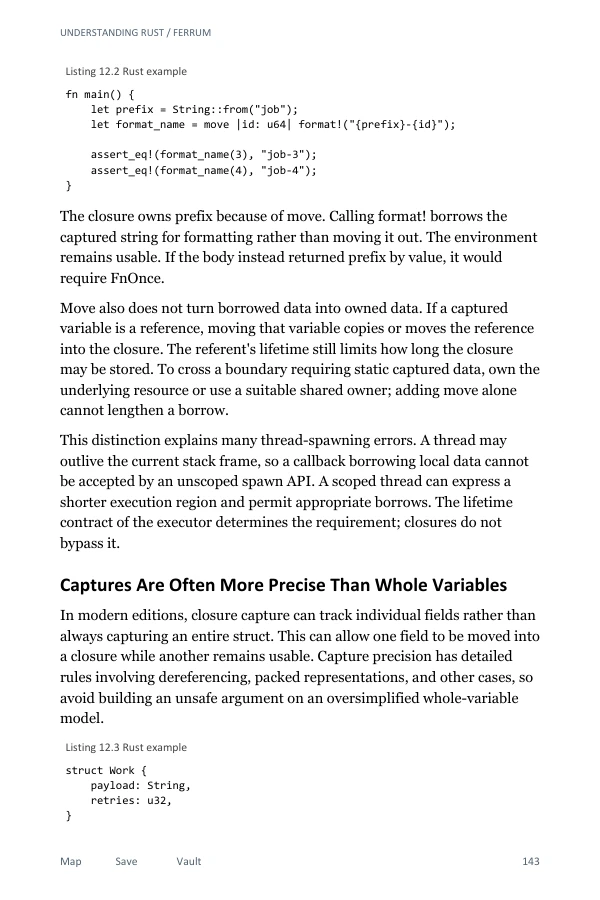 UNDERSTANDING RUST / FERRUM
Listing 12.2 Rust example
fn main() {
    let prefix = String::from("job");
    let format_name = move |id: u64| format!("{prefix}-{id}");

    assert_eq!(format_name(3), "job-3");
    assert_eq!(format_name(4), "job-4");
}
The closure owns prefix because of move. Calling format! borrows the
captured string for formatting rather than moving it out. The environment
remains usable. If the body instead returned prefix by value, it would
require FnOnce.
Move also does not turn borrowed data into owned data. If a captured
variable is a reference, moving that variable copies or moves the reference
into the closure. The referent's lifetime still limits how long the closure
may be stored. To cross a boundary requiring static captured data, own the
underlying resource or use a suitable shared owner; adding move alone
cannot lengthen a borrow.
This distinction explains many thread-spawning errors. A thread may
outlive the current stack frame, so a callback borrowing local data cannot
be accepted by an unscoped spawn API. A scoped thread can express a
shorter execution region and permit appropriate borrows. The lifetime
contract of the executor determines the requirement; closures do not
bypass it.
Captures Are Often More Precise Than Whole Variables
In modern editions, closure capture can track individual fields rather than
always capturing an entire struct. This can allow one field to be moved into
a closure while another remains usable. Capture precision has detailed
rules involving dereferencing, packed representations, and other cases, so
avoid building an unsafe argument on an oversimplified whole-variable
model.
Listing 12.3 Rust example
struct Work {
    payload: String,
    retries: u32,
}
Map Save Vault 143